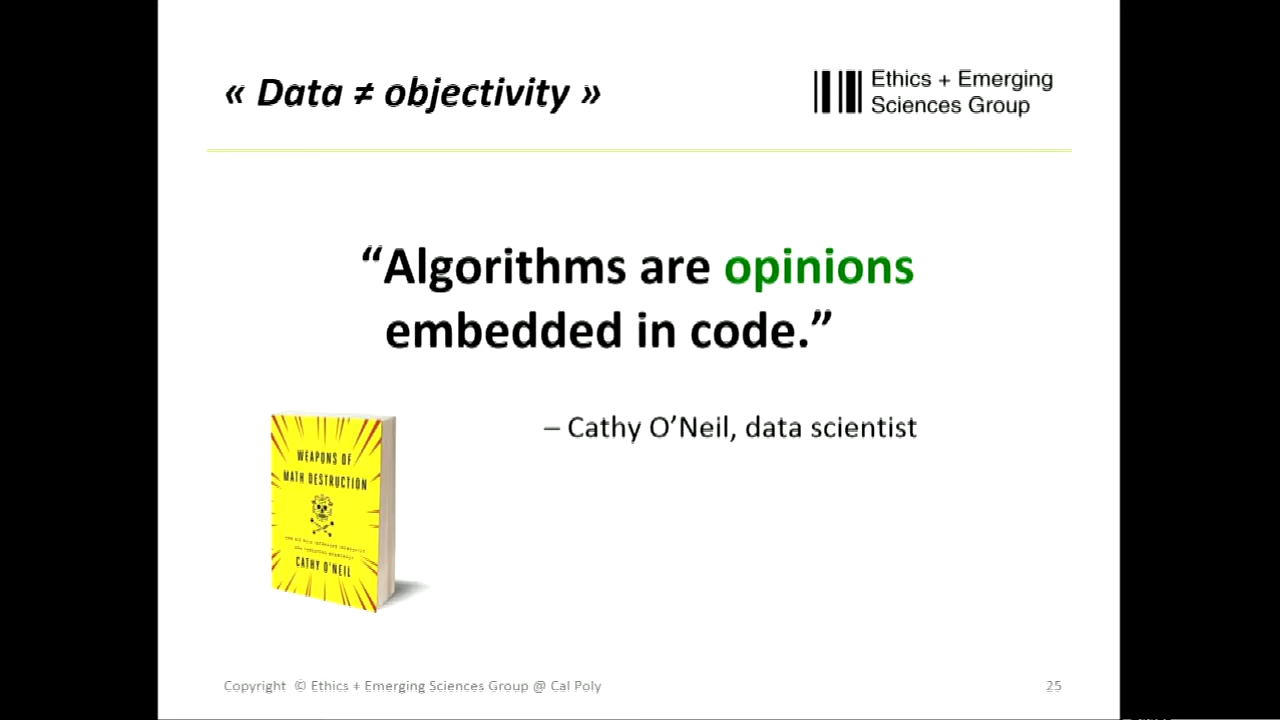 « Data ≠ objectivity »
Ethics + Emerging
Sciences Group
“Algorithms are opinions
embedded in code.”
– Cathy O’Neil, data scientist
WEAPONS OF
MATH DESTRUCTION
CATHY O'NEIL
Copyright © Ethics + Emerging Sciences Group @ Cal Poly
25